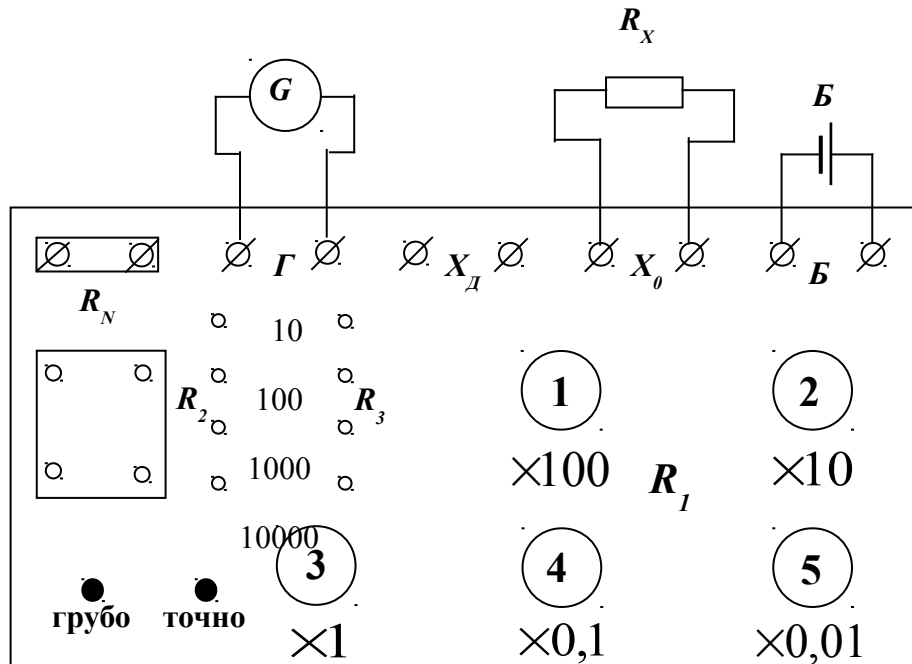 R_X
G
Б
Г X_Д X_0 Б
R_N
10
R_2 100 R_3 1 2
1000 ×100 R_1 ×10
10000 3 4 5
грубо точно
×1 ×0,1 ×0,01